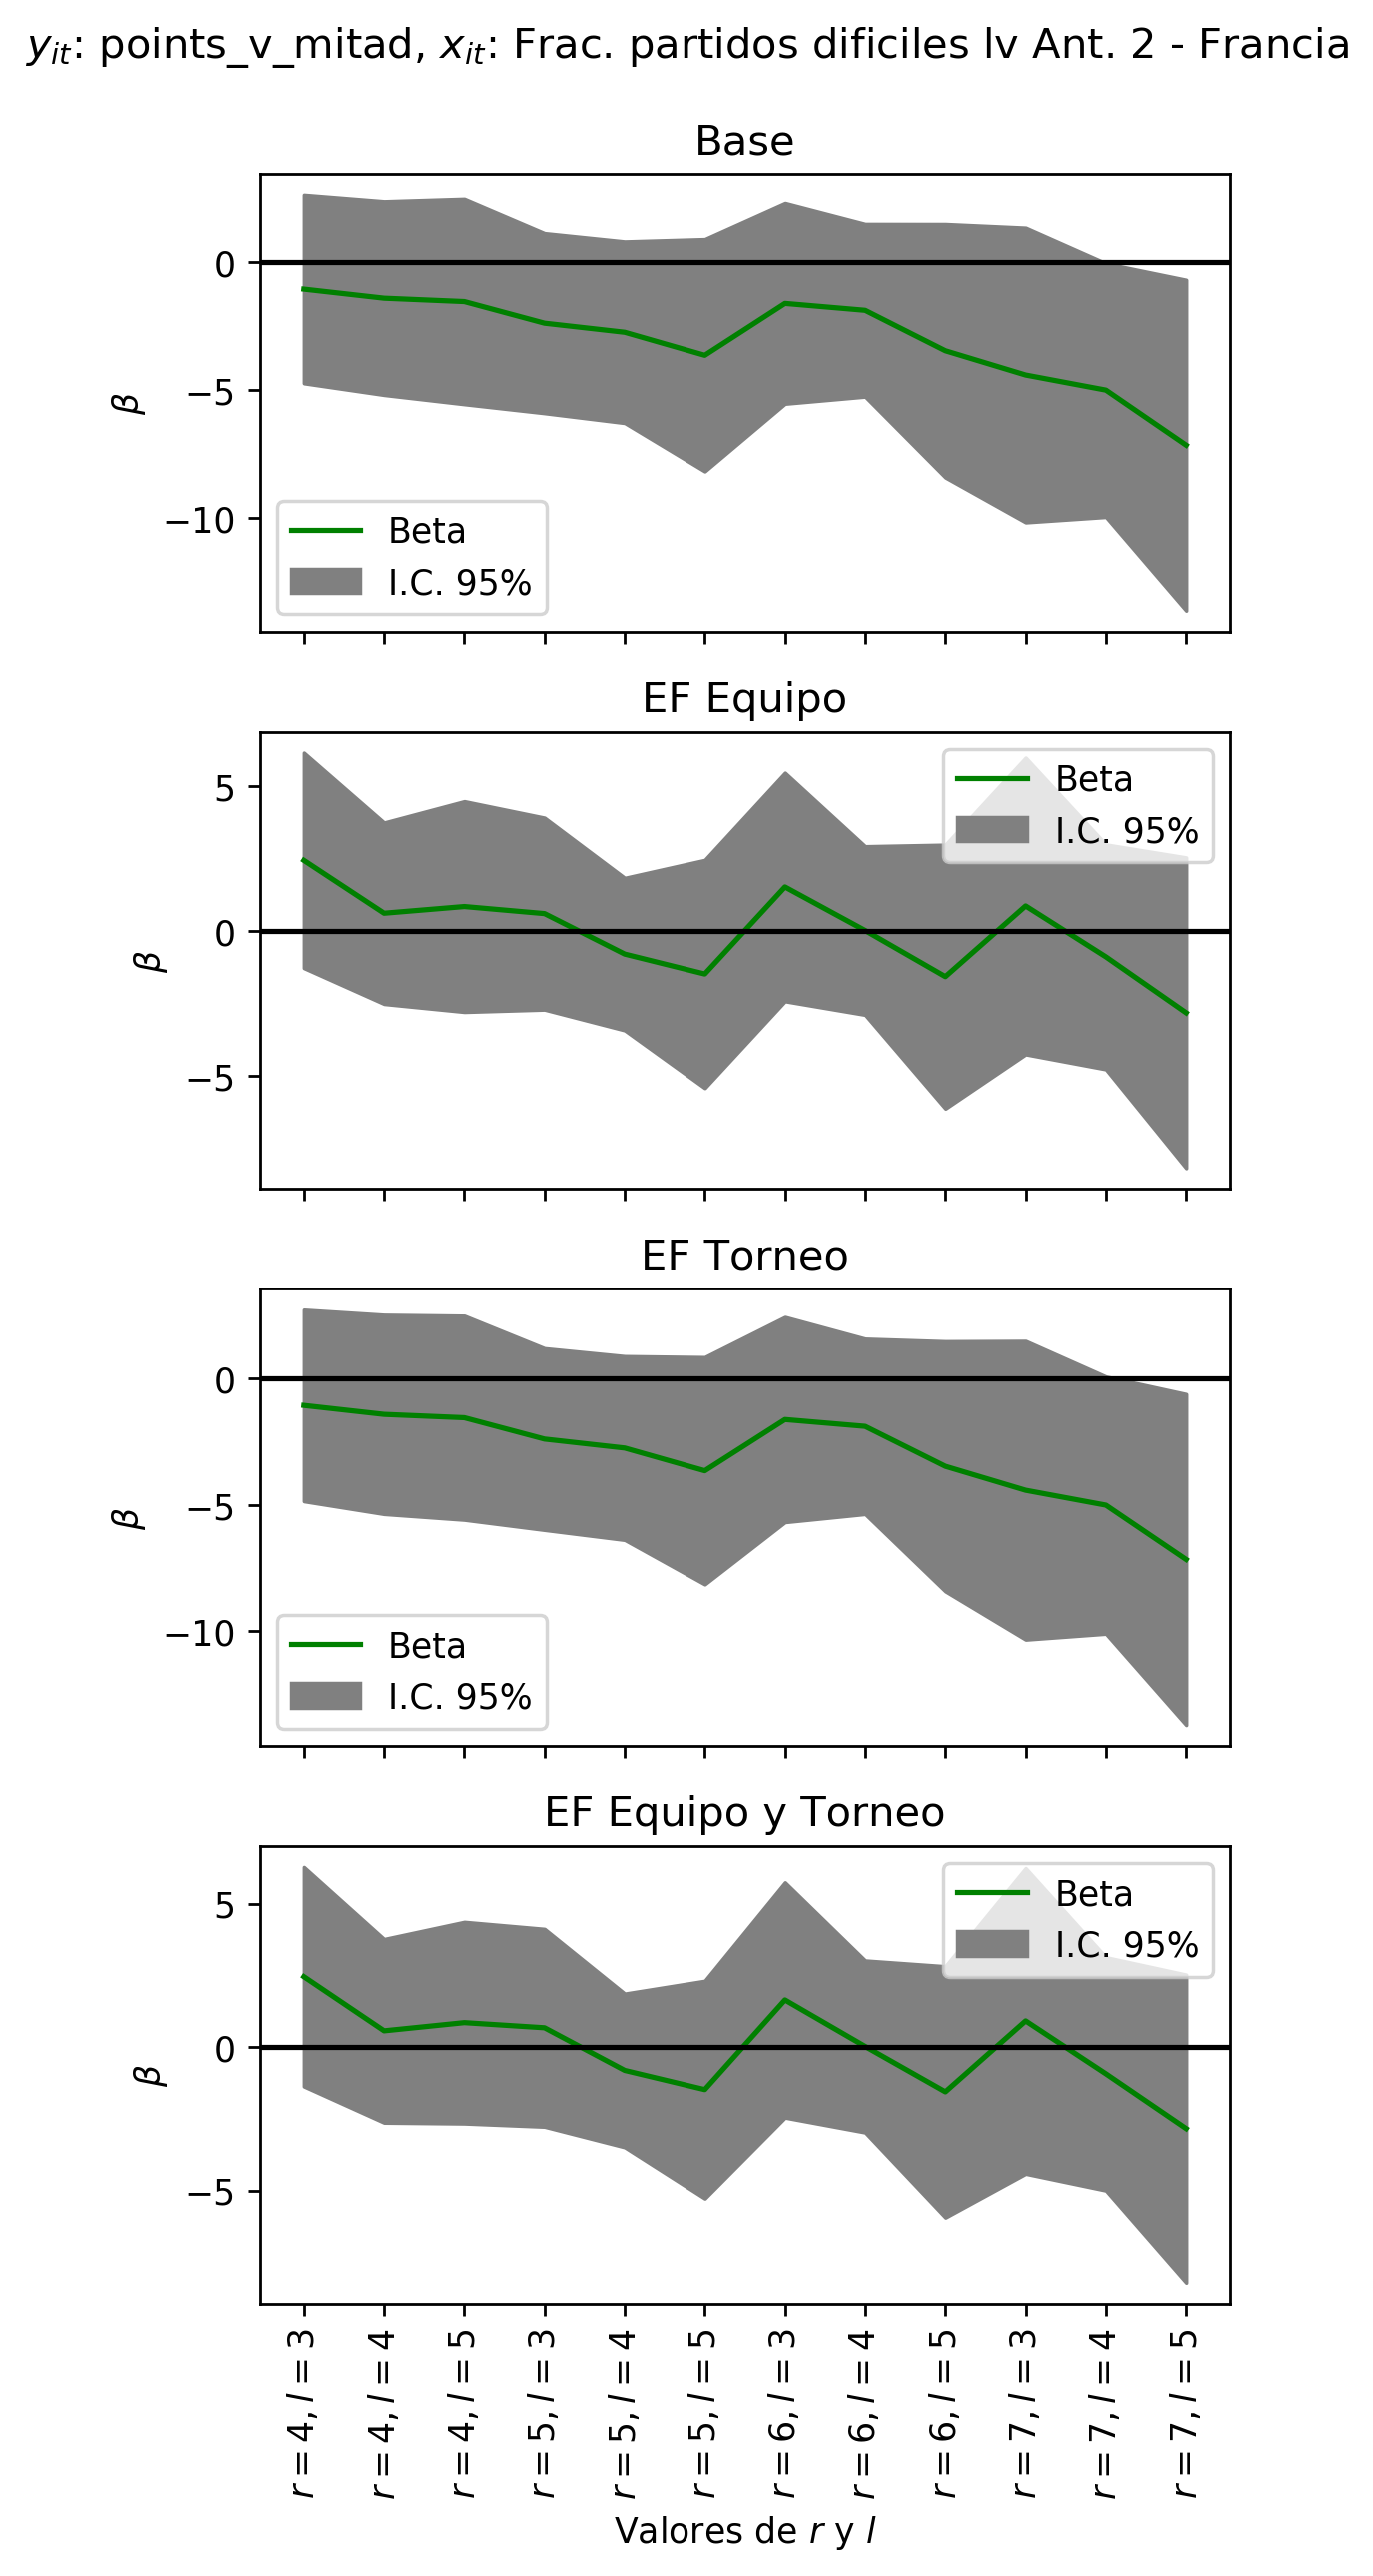 y_it: points_v_mitad, x_it: Frac. partidos dificiles lv Ant. 2 - Francia
Base
0
−5
−10
β
Beta
I.C. 95%
EF Equipo
5
0
−5
β
Beta
I.C. 95%
EF Torneo
0
−5
−10
β
Beta
I.C. 95%
EF Equipo y Torneo
5
0
−5
β
Beta
I.C. 95%
r = 4, l = 3
r = 4, l = 4
r = 4, l = 5
r = 5, l = 3
r = 5, l = 4
r = 5, l = 5
r = 6, l = 3
r = 6, l = 4
r = 6, l = 5
r = 7, l = 3
r = 7, l = 4
r = 7, l = 5
Valores de r y l